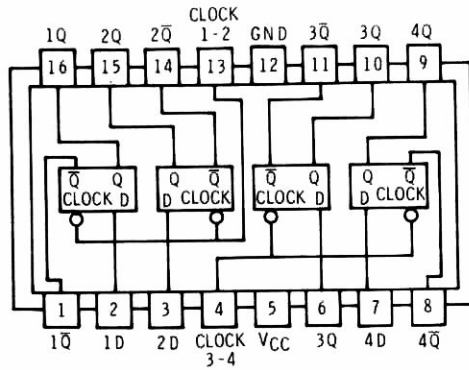 CLOCK
1Q 2Q 2Q̅ 1-2 GND 3Q̅ 3Q 4Q
16 15 14 13 12 11 10 9
Q̅ Q Q Q̅ Q̅ Q Q Q̅
CLOCK D D CLOCK CLOCK D D CLOCK
1 2 3 4 5 6 7 8
1Q̅ 1D 2D CLOCK VCC 3Q 4D 4Q̅
3-4